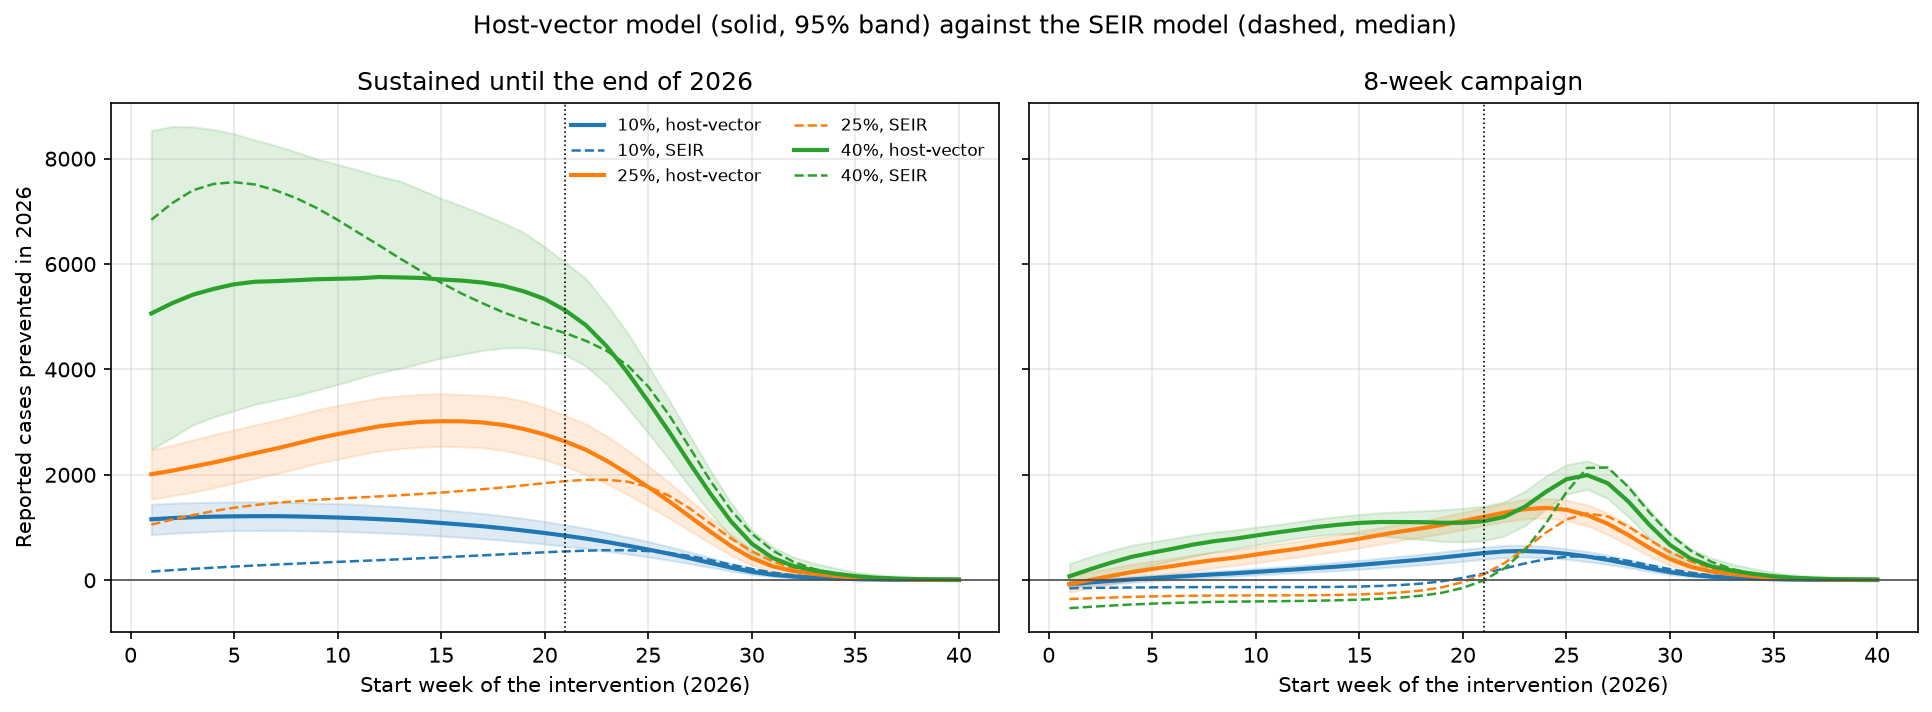 Host-vector model (solid, 95% band) against the SEIR model (dashed, median)
Sustained until the end of 2026
8-week campaign
10%, host-vector
10%, SEIR
25%, host-vector
25%, SEIR
40%, host-vector
40%, SEIR
Reported cases prevented in 2026
8000
6000
4000
2000
0
0 5 10 15 20 25 30 35 40
Start week of the intervention (2026)
0 5 10 15 20 25 30 35 40
Start week of the intervention (2026)